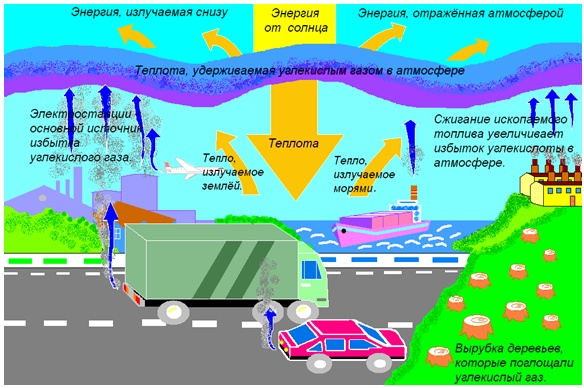 Энергия, излучаемая снизу
Энергия
от солнца
Энергия, отражённая атмосферой
Теплота, удерживаемая углекислым газом в атмосфере
Электростанции -
основной источник
избытка
углекислого газа.
Теплота
Сжигание ископаемого
топлива увеличивает
избыток углекислоты в
атмосфере.
Тепло,
излучаемое
землёй.
Тепло,
излучаемое
морями.
Вырубка деревьев,
которые поглощали
углекислый газ.